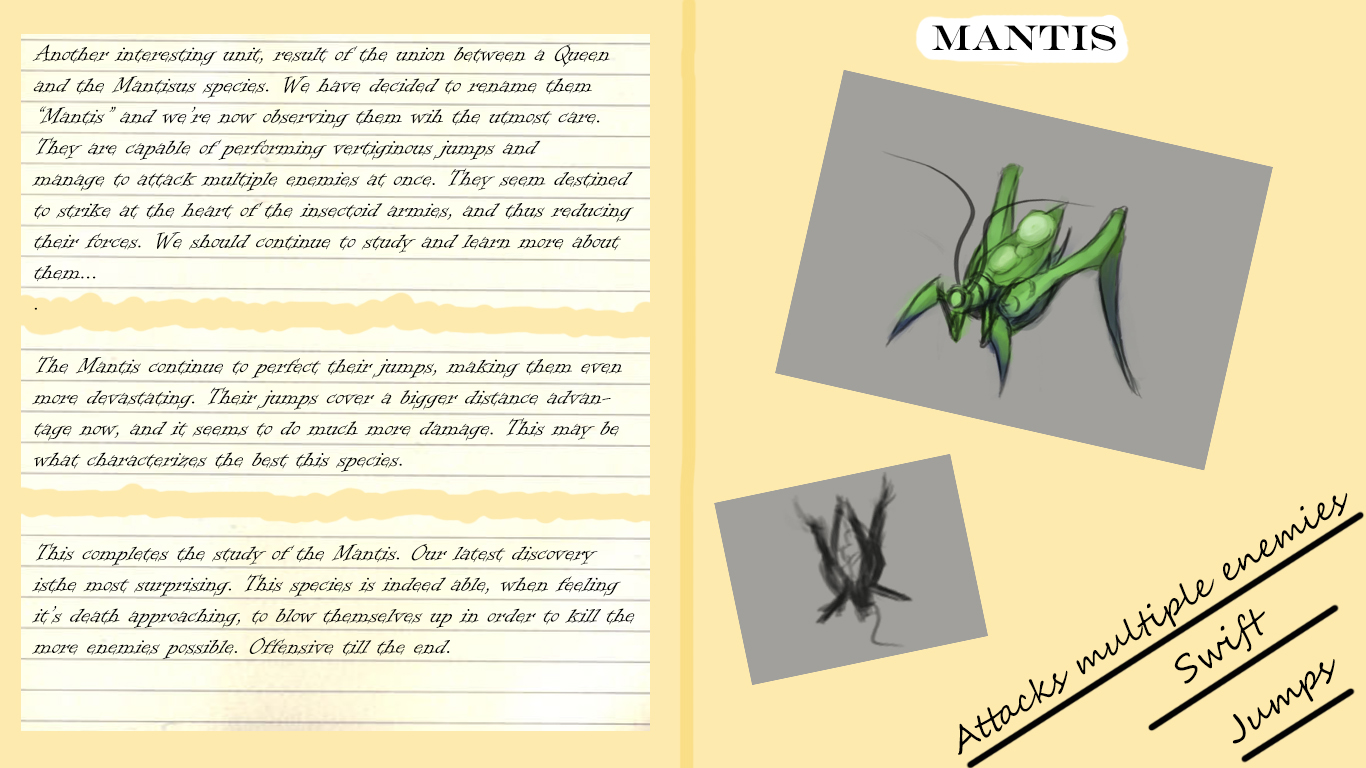 Another interesting unit, result of the union between a Queen
and the Mantisus species. We have decided to rename them
"Mantis" and we're now observing them wih the utmost care.
They are capable of performing vertiginous jumps and
manage to attack multiple enemies at once. They seem destined
to strike at the heart of the insectoid armies, and thus reducing
their forces. We should continue to study and learn more about
them...
.
The Mantis continue to perfect their jumps, making them even
more devastating. Their jumps cover a bigger distance advan-
tage now, and it seems to do much more damage. This may be
what characterizes the best this species.
This completes the study of the Mantis. Our latest discovery
isthe most surprising. This species is indeed able, when feeling
it's death approaching, to blow themselves up in order to kill the
more enemies possible. Offensive till the end.
MANTIS
Attacks multiple enemies
Swift
Jumps